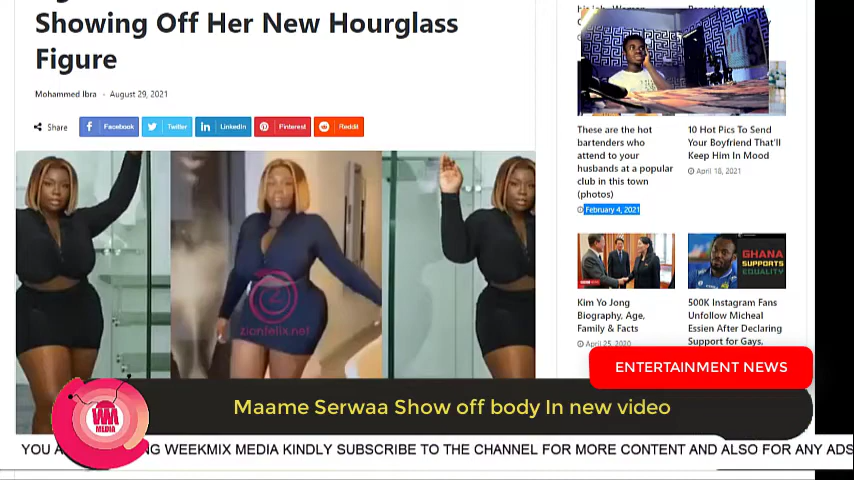 Showing Off Her New Hourglass
Figure
Mohammed Ibra - August 29, 2021
Share
Facebook
Twitter
LinkedIn
Pinterest
Reddit
zionfelix.net
These are the hot
bartenders who
attend to your
husbands at a popular
club in this town
(photos)
February 4, 2021
10 Hot Pics To Send
Your Boyfriend That'll
Keep Him In Mood
April 18, 2021
GHANA
SUPPORTS
EQUALITY
Kim Yo Jong
Biography, Age,
Family & Facts
April 25, 2020
500K Instagram Fans
Unfollow Micheal
Essien After Declaring
Support for Gays,
ENTERTAINMENT NEWS
Maame Serwaa Show off body In new video
WM
MEDIA
YOU A NG WEEKMIX MEDIA KINDLY SUBSCRIBE TO THE CHANNEL FOR MORE CONTENT AND ALSO FOR ANY ADS